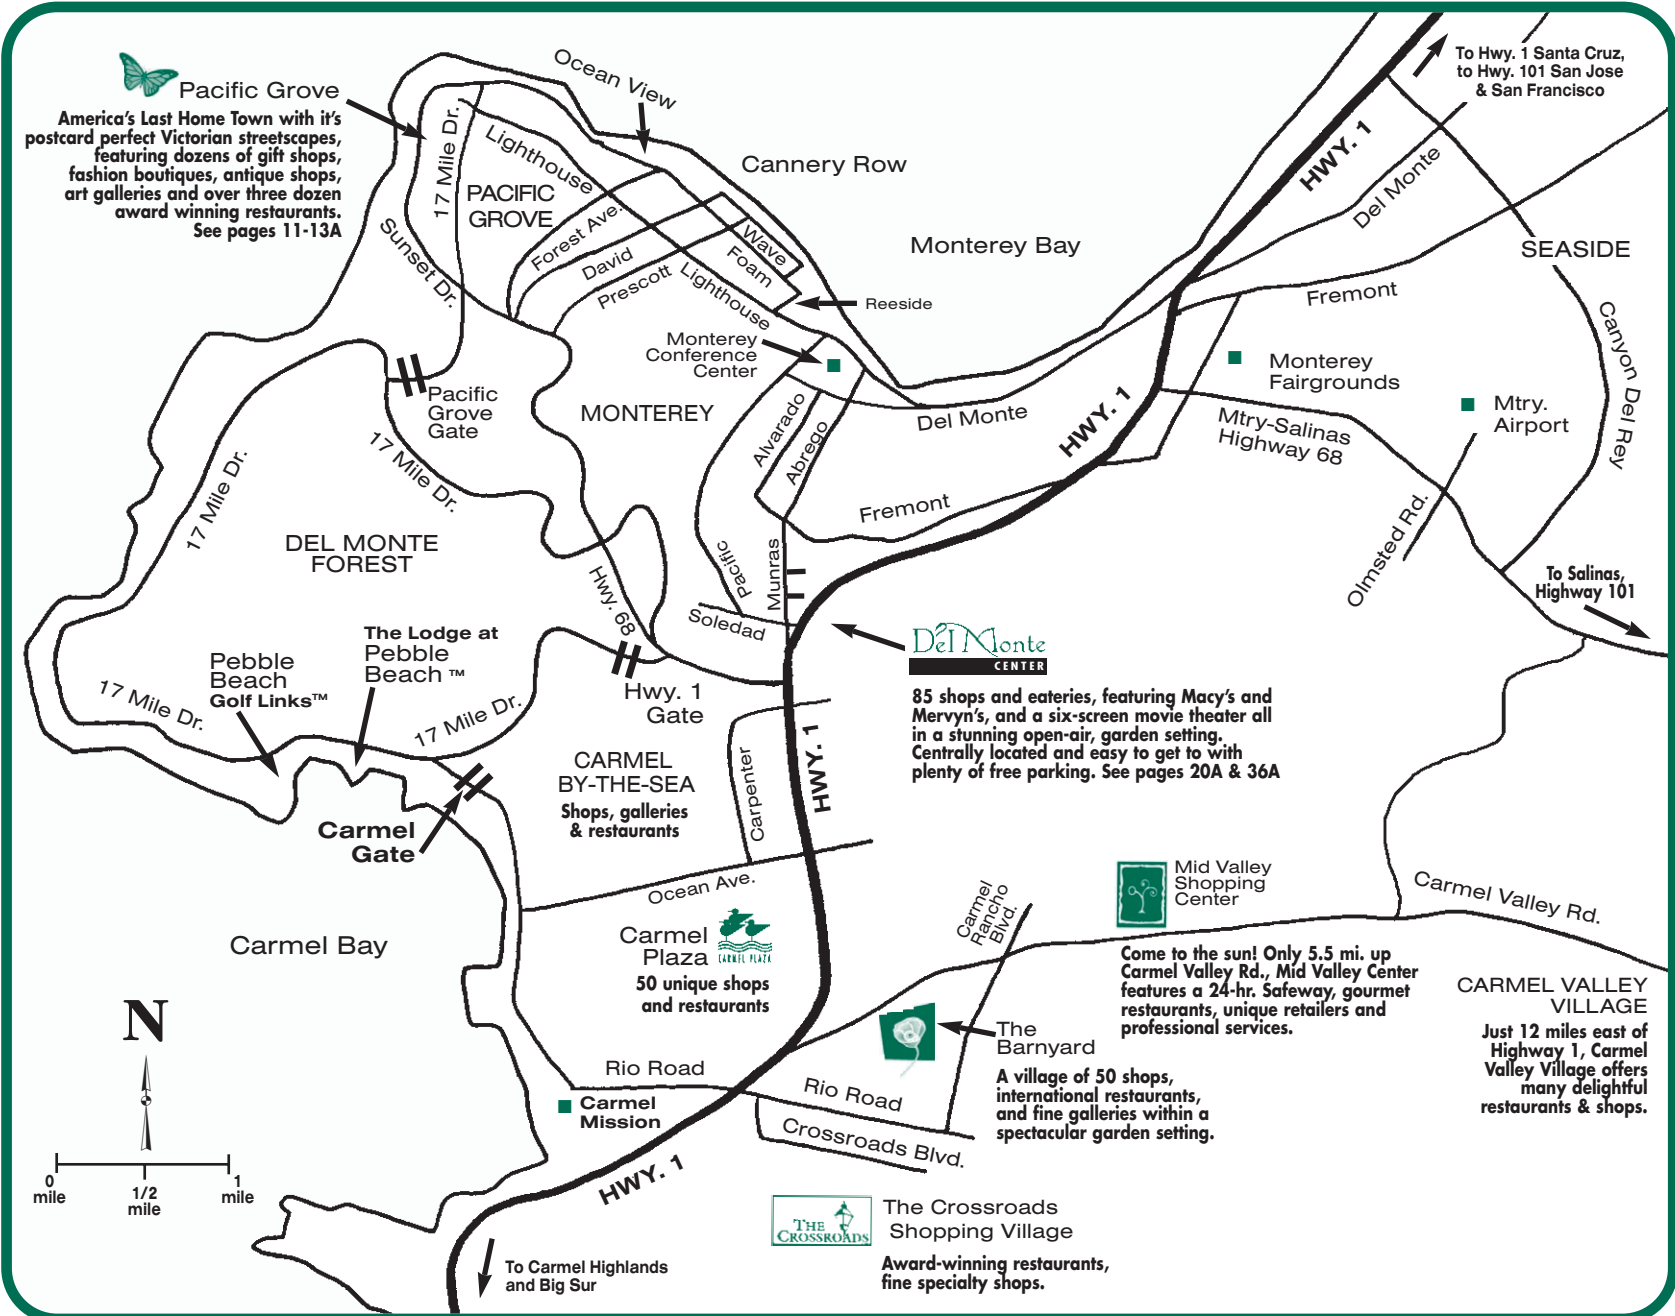 Pacific Grove
America's Last Home Town with it's
postcard perfect Victorian streetscapes,
featuring dozens of gift shops,
fashion boutiques, antique shops,
art galleries and over three dozen
award winning restaurants.
See pages 11-13A
Ocean View
Cannery Row
Monterey Bay
To Hwy. 1 Santa Cruz,
to Hwy. 101 San Jose
& San Francisco
HWY. 1
Del Monte
SEASIDE
17 Mile Dr.
Lighthouse
PACIFIC
GROVE
Forest Ave.
David
Prescott
Wave
Foam
Lighthouse
Reeside
Sunset Dr.
Fremont
Canyon Del Rey
Monterey
Conference
Center
Monterey
Fairgrounds
Mtry.
Airport
Pacific
Grove
Gate
MONTEREY
Alvarado
Abrego
Del Monte
HWY. 1
Mtry-Salinas
Highway 68
17 Mile Dr.
17 Mile Dr.
Fremont
Olmsted Rd.
DEL MONTE
FOREST
Hwy. 68
Pacific
Munras
Soledad
To Salinas,
Highway 101
Del Monte
CENTER
85 shops and eateries, featuring Macy's and
Mervyn's, and a six-screen movie theater all
in a stunning open-air, garden setting.
Centrally located and easy to get to with
plenty of free parking. See pages 20A & 36A
The Lodge at
Pebble
Beach ™
Pebble
Beach
Golf Links™
17 Mile Dr.
17 Mile Dr.
Hwy. 1
Gate
CARMEL
BY-THE-SEA
Shops, galleries
& restaurants
Carpenter
HWY. 1
Carmel
Gate
Ocean Ave.
Carmel
Plaza
CARMEL PLAZA
50 unique shops
and restaurants
Carmel Bay
Carmel
Rancho
Blvd.
Mid Valley
Shopping
Center
Carmel Valley Rd.
Come to the sun! Only 5.5 mi. up
Carmel Valley Rd., Mid Valley Center
features a 24-hr. Safeway, gourmet
restaurants, unique retailers and
professional services.
CARMEL VALLEY
VILLAGE
Just 12 miles east of
Highway 1, Carmel
Valley Village offers
many delightful
restaurants & shops.
The
Barnyard
A village of 50 shops,
international restaurants,
and fine galleries within a
spectacular garden setting.
N
Rio Road
Rio Road
Carmel
Mission
Crossroads Blvd.
HWY. 1
0
mile
1/2
mile
1
mile
THE
CROSSROADS
The Crossroads
Shopping Village
Award-winning restaurants,
fine specialty shops.
To Carmel Highlands
and Big Sur